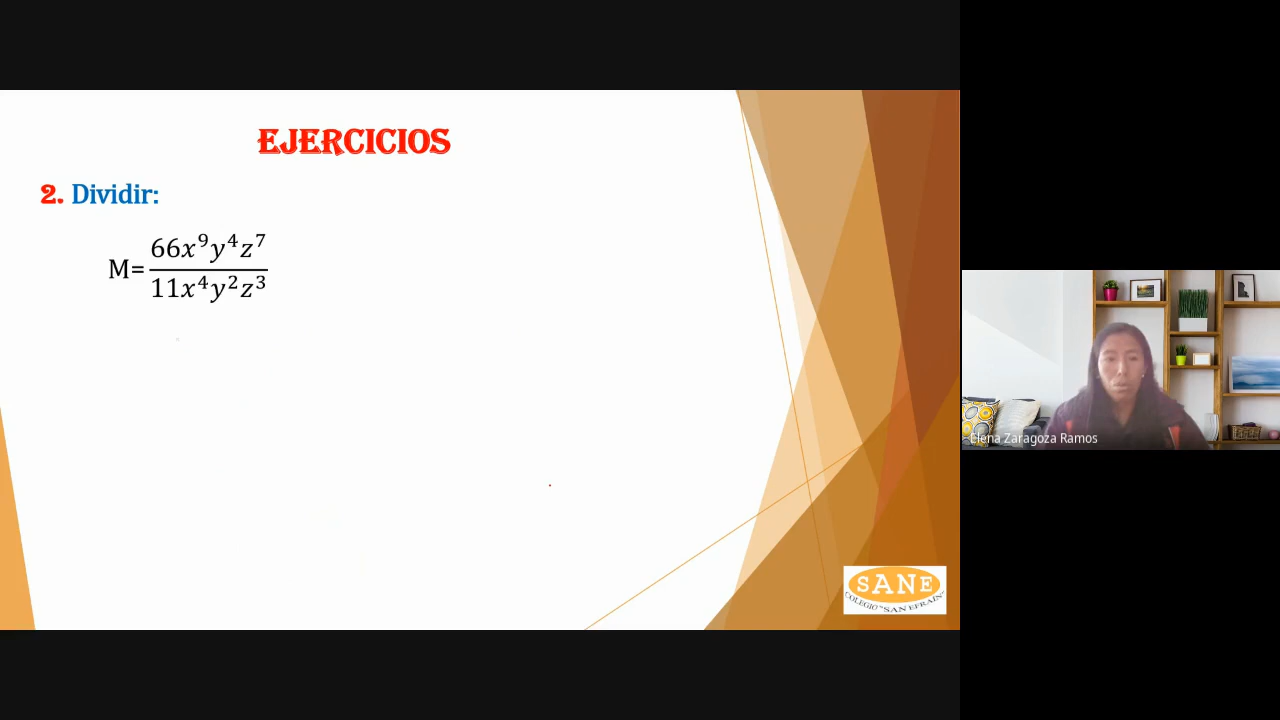 EJERCICIOS
2. Dividir:
M= 66x⁹y⁴z⁷ / 11x⁴y²z³
Elena Zaragoza Ramos
SANE
COLEGIO "SAN EFRAIN"